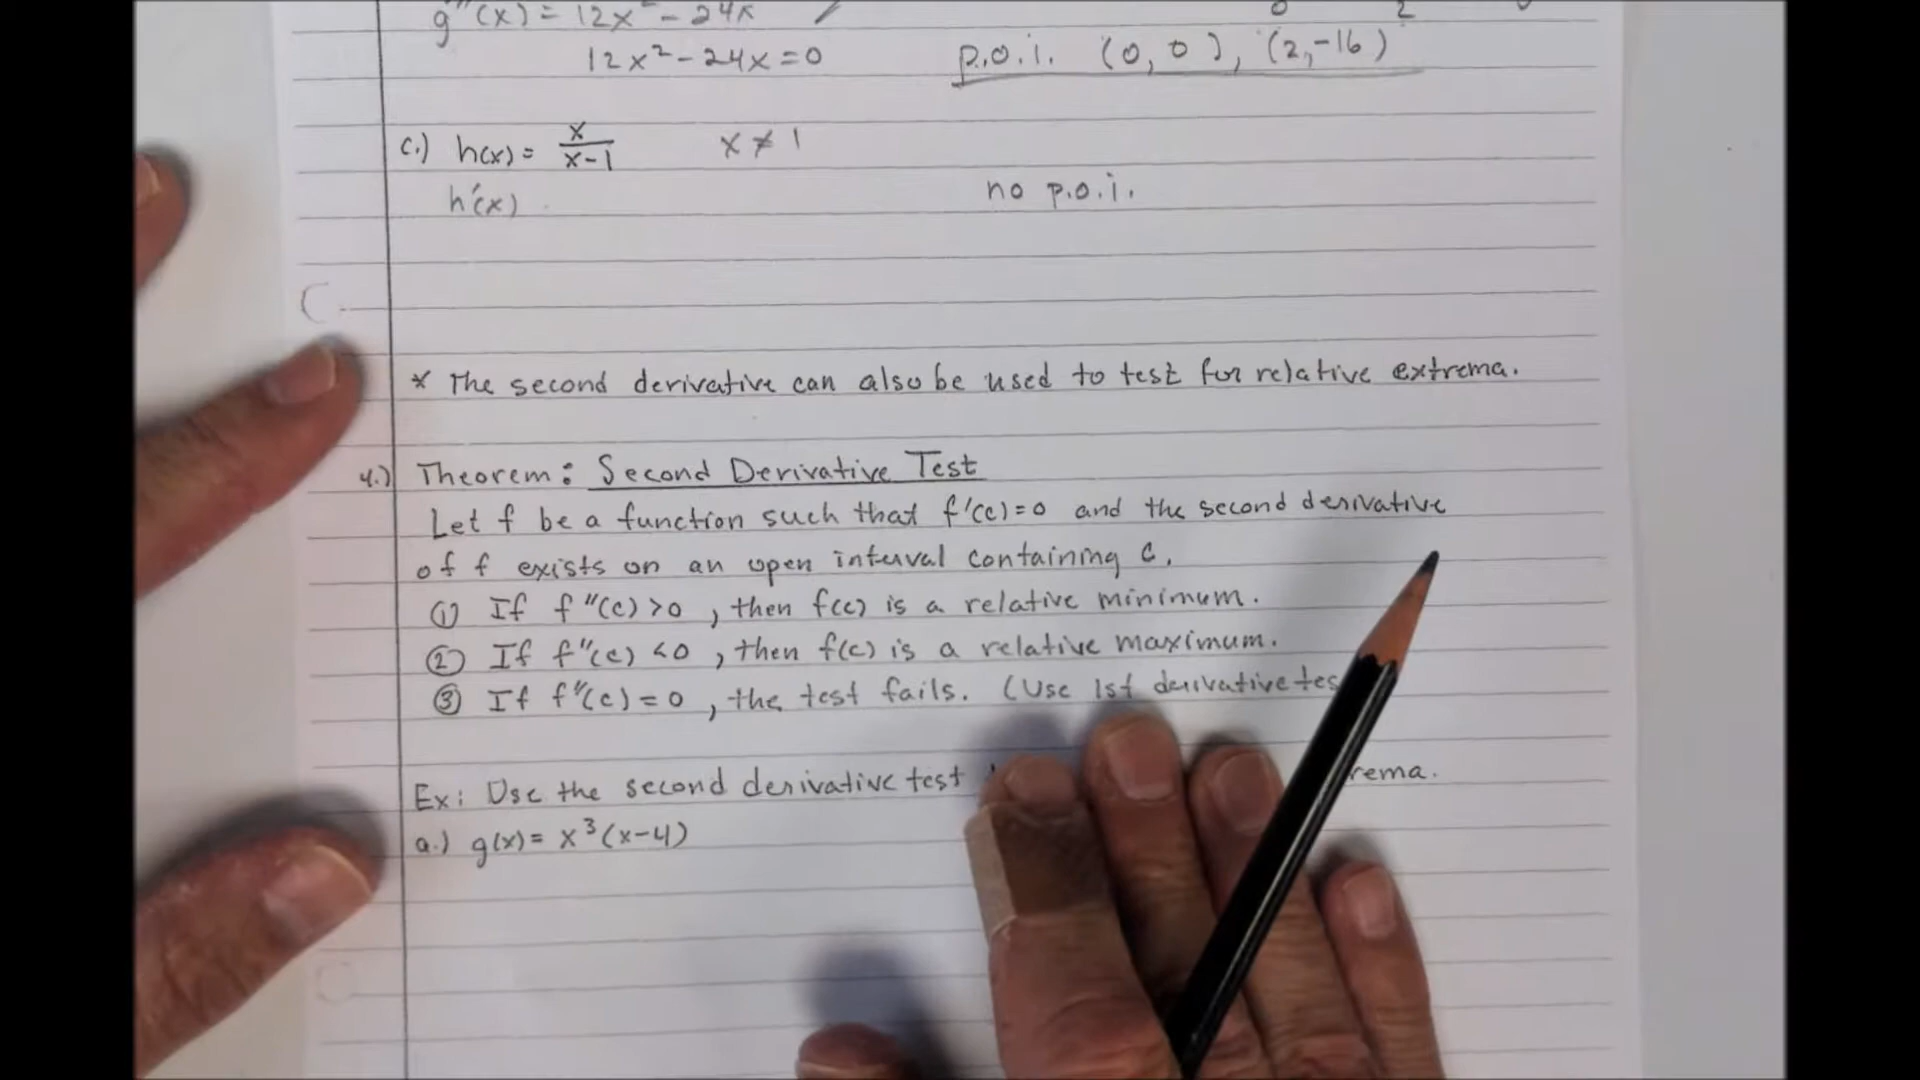 g''(x) = 12x² - 24x
12x² - 24x = 0
0 2
p.o.i. (0, 0), (2, -16)
c.) h(x) = x/(x-1) x ≠ 1
h'(x)
no p.o.i.
* The second derivative can also be used to test for relative extrema.
4.) Theorem: Second Derivative Test
Let f be a function such that f'(c) = 0 and the second derivative
of f exists on an open interval containing c.
① If f''(c) > 0, then f(c) is a relative minimum.
② If f''(c) < 0, then f(c) is a relative maximum.
③ If f''(c) = 0, the test fails. (Use 1st derivative tes
Ex: Use the second derivative test rema.
a.) g(x) = x³(x-4)